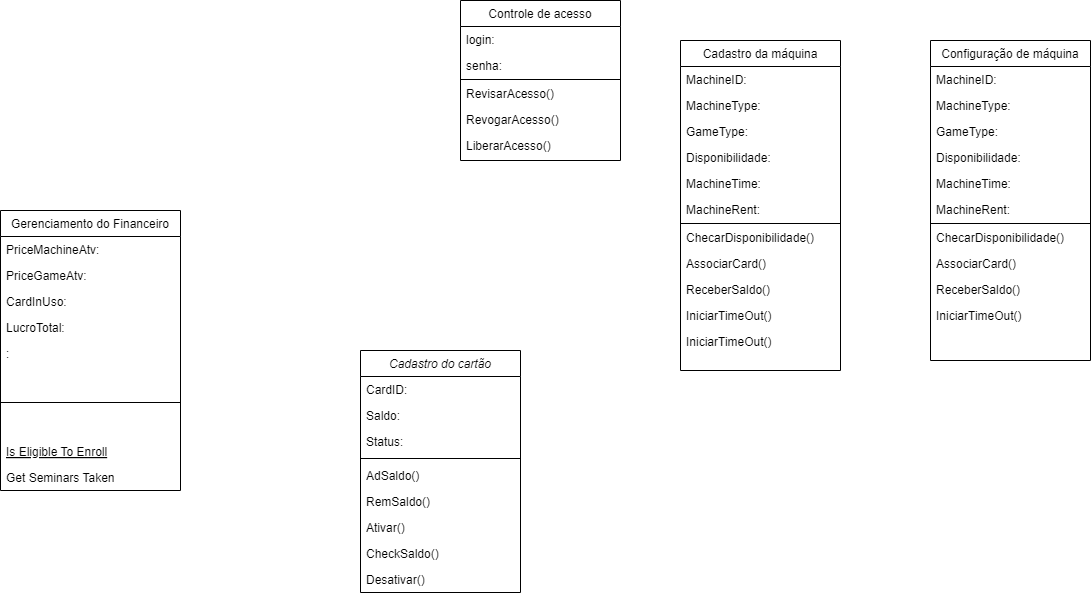 Controle de acesso
login:
senha:
RevisarAcesso()
RevogarAcesso()
LiberarAcesso()
Cadastro da máquina
MachineID:
MachineType:
GameType:
Disponibilidade:
MachineTime:
MachineRent:
ChecarDisponibilidade()
AssociarCard()
ReceberSaldo()
IniciarTimeOut()
IniciarTimeOut()
Configuração de máquina
MachineID:
MachineType:
GameType:
Disponibilidade:
MachineTime:
MachineRent:
ChecarDisponibilidade()
AssociarCard()
ReceberSaldo()
IniciarTimeOut()
Gerenciamento do Financeiro
PriceMachineAtv:
PriceGameAtv:
CardInUso:
LucroTotal:
:
Is Eligible To Enroll
Get Seminars Taken
Cadastro do cartão
CardID:
Saldo:
Status:
AdSaldo()
RemSaldo()
Ativar()
CheckSaldo()
Desativar()